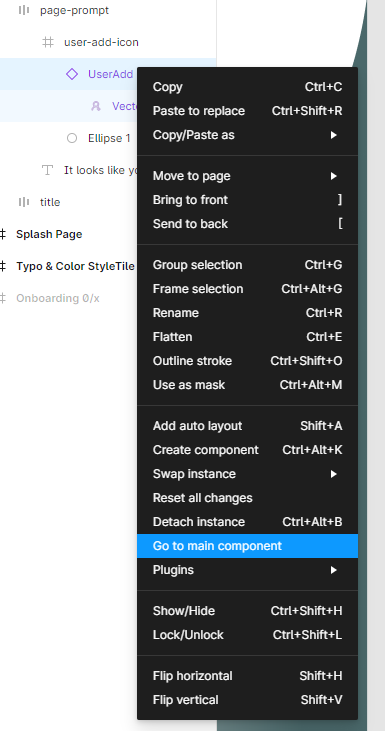 page-prompt
user-add-icon
UserAdd
Vecto
Ellipse 1
It looks like yo
title
Splash Page
Typo & Color StyleTile
Onboarding 0/x
Copy Ctrl+C
Paste to replace Ctrl+Shift+R
Copy/Paste as
Move to page
Bring to front ]
Send to back [
Group selection Ctrl+G
Frame selection Ctrl+Alt+G
Rename Ctrl+R
Flatten Ctrl+E
Outline stroke Ctrl+Shift+O
Use as mask Ctrl+Alt+M
Add auto layout Shift+A
Create component Ctrl+Alt+K
Swap instance
Reset all changes
Detach instance Ctrl+Alt+B
Go to main component
Plugins
Show/Hide Ctrl+Shift+H
Lock/Unlock Ctrl+Shift+L
Flip horizontal Shift+H
Flip vertical Shift+V